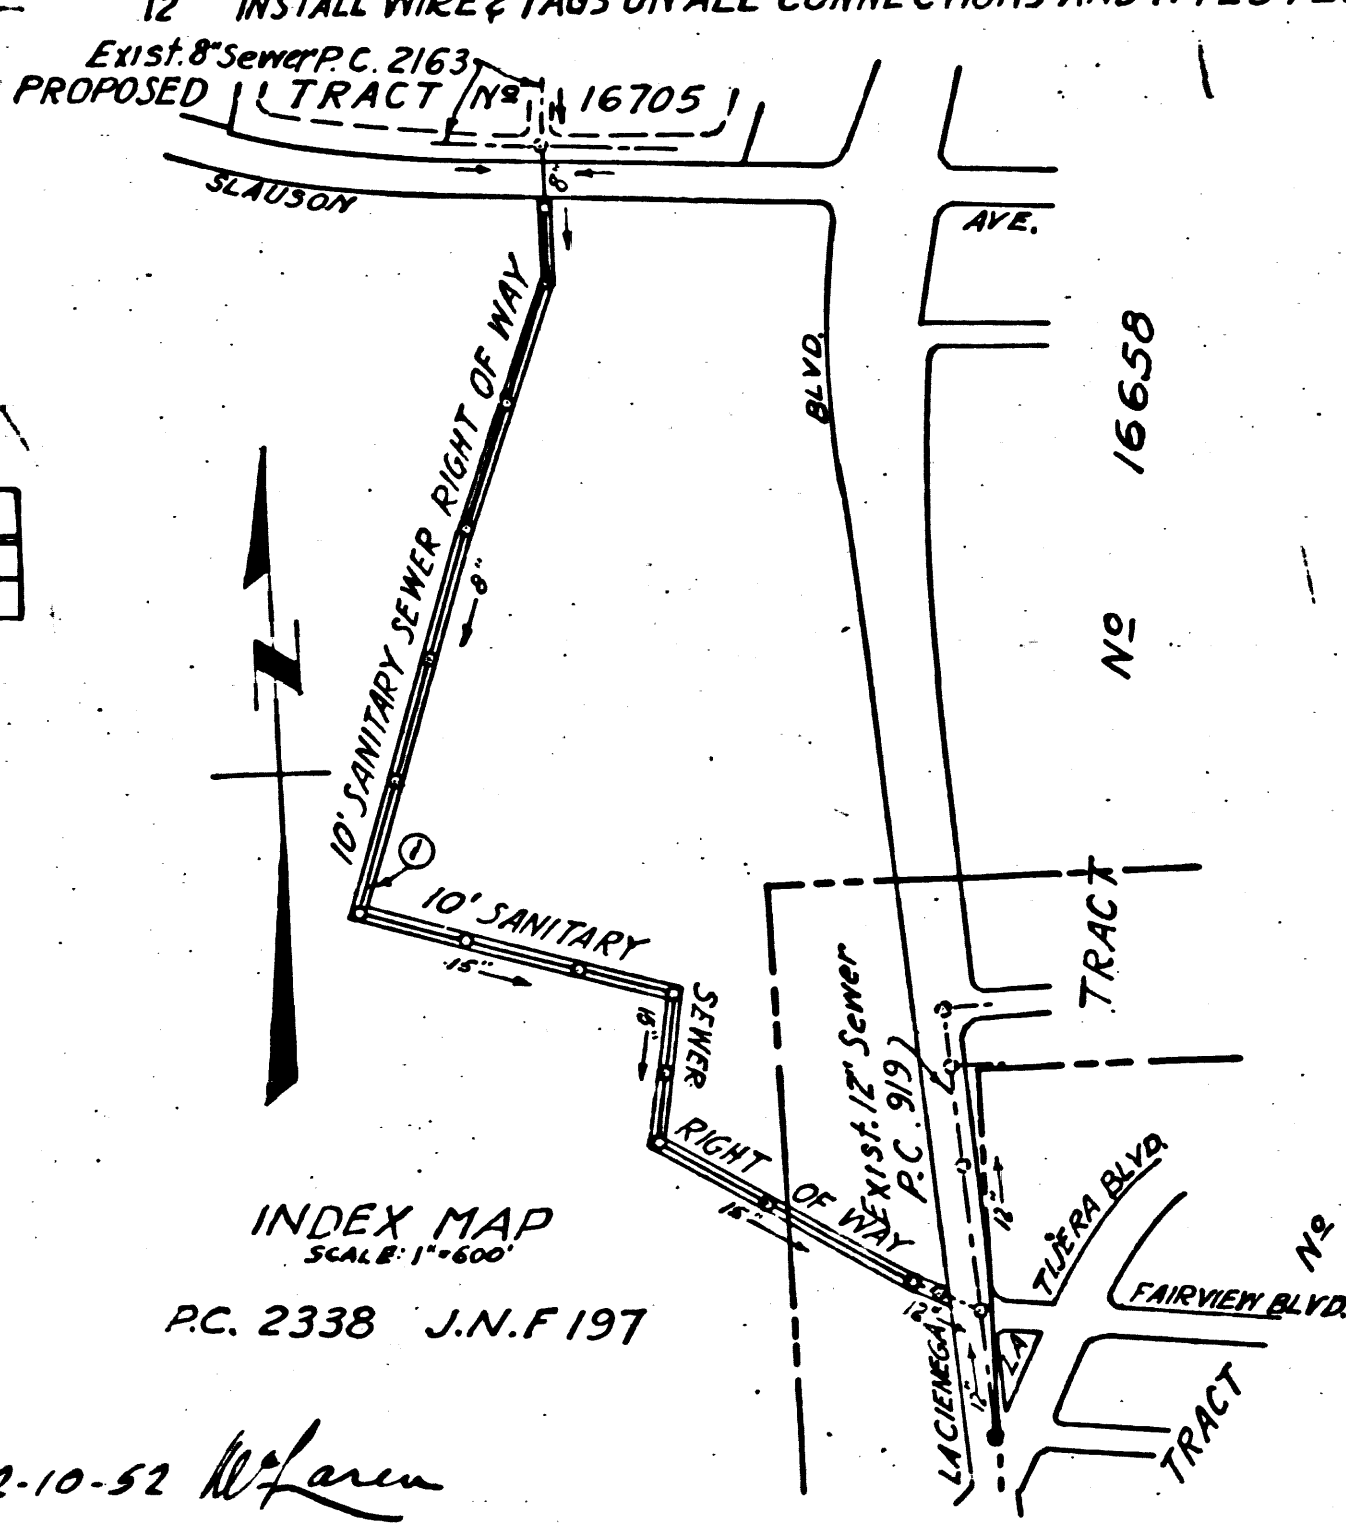 12 INSTALL WIRE & TAGS ON ALL CONNECTIONS AND
Exist. 8" Sewer P.C. 2163
PROPOSED TRACT Nº 16705
8"
SLAUSON
AVE.
10' SANITARY SEWER RIGHT OF WAY
BLVD.
Nº 16658
8"
N
1
10' SANITARY
15"
SEWER
15"
TRACT
Exist. 12" Sewer
P.C. 919
RIGHT
OF WAY
15"
12"
TIJERA BLVD.
Nº
INDEX MAP
SCALE: 1"=600'
FAIRVIEW BLVD.
12"
P.C. 2338 J.N.F 197
LA CIENEGA
LA
12"
TRACT
2-10-52 McLaren